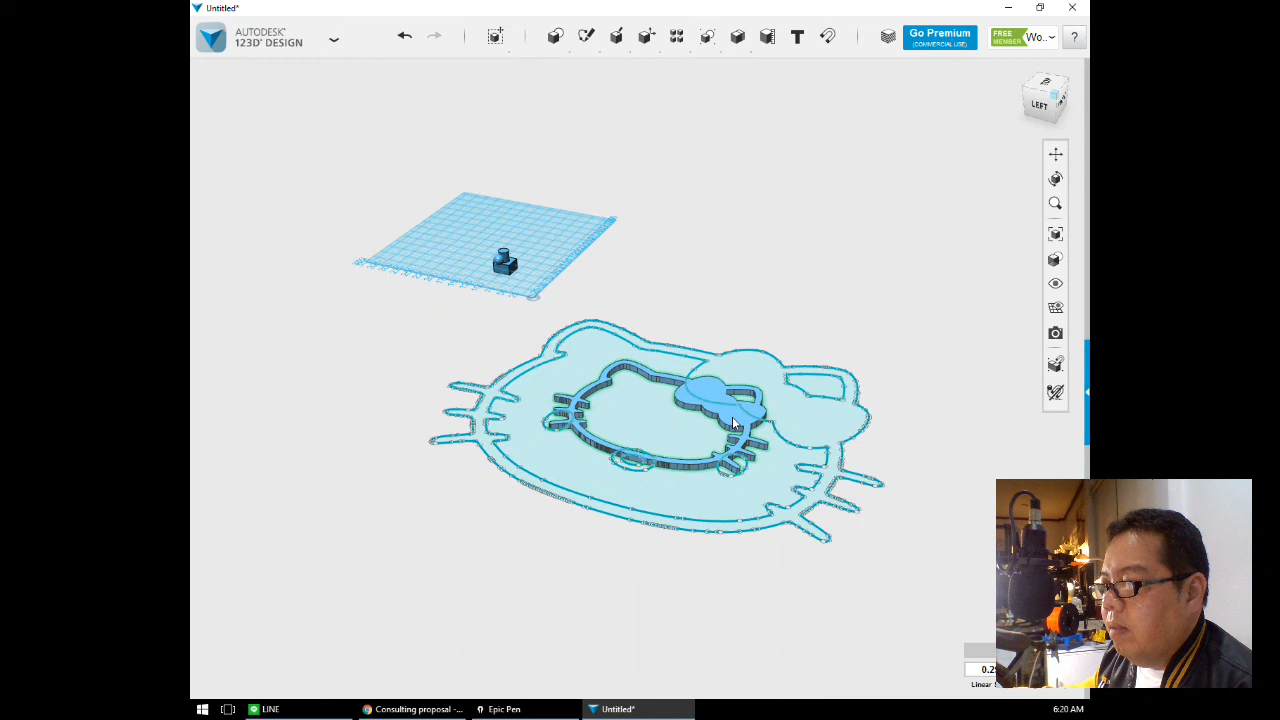 Untitled*
AUTODESK
123D® DESIGN
Go Premium
(COMMERCIAL USE)
FREE
MEMBER
Wo...
?
LEFT
Linear
LINE
Consulting proposal -...
Epic Pen
Untitled*
6:20 AM